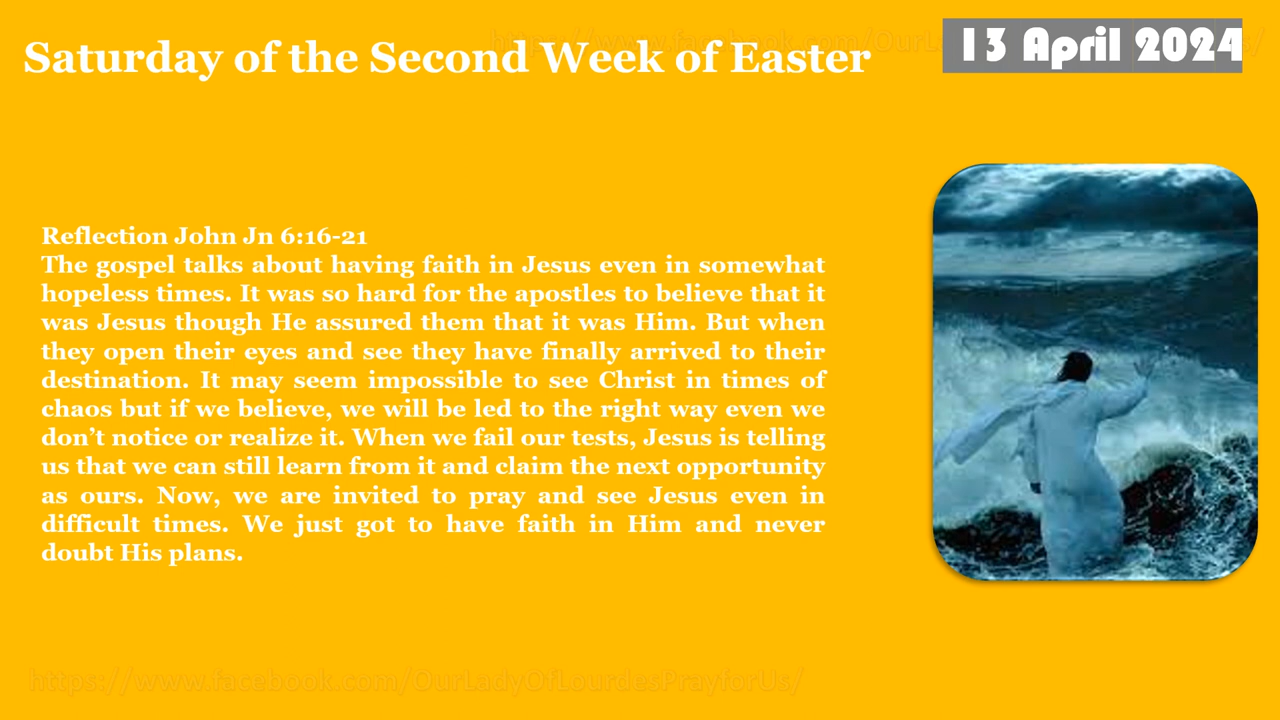 Saturday of the Second Week of Easter
13 April 2024
Reflection John Jn 6:16-21
The gospel talks about having faith in Jesus even in somewhat
hopeless times. It was so hard for the apostles to believe that it
was Jesus though He assured them that it was Him. But when
they open their eyes and see they have finally arrived to their
destination. It may seem impossible to see Christ in times of
chaos but if we believe, we will be led to the right way even we
don’t notice or realize it. When we fail our tests, Jesus is telling
us that we can still learn from it and claim the next opportunity
as ours. Now, we are invited to pray and see Jesus even in
difficult times. We just got to have faith in Him and never
doubt His plans.
https://www.facebook.com/OurLadyOfLourdesPrayforUs/